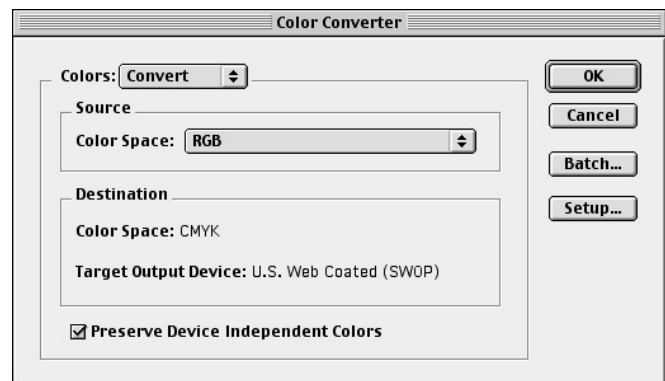 Color Converter
Colors: Convert
Source
Color Space: RGB
Destination
Color Space: CMYK
Target Output Device: U.S. Web Coated (SWOP)
Preserve Device Independent Colors
OK
Cancel
Batch...
Setup...